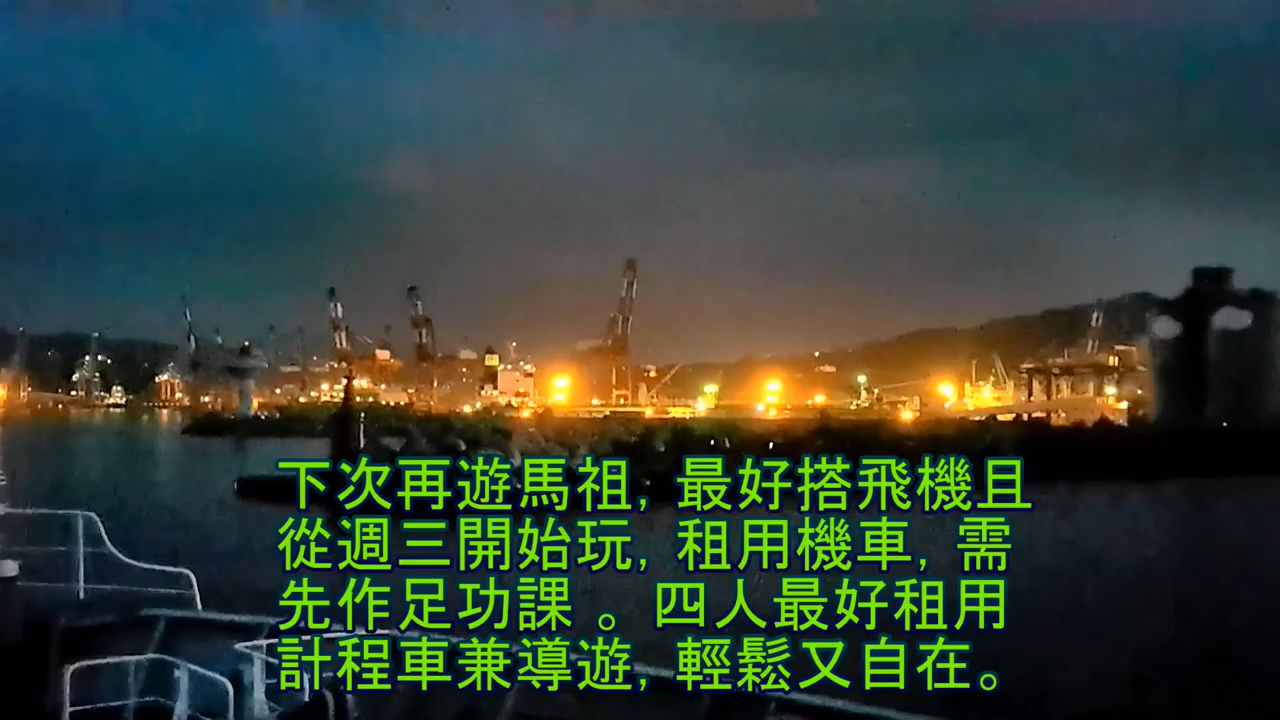 下次再遊馬祖, 最好搭飛機且
從週三開始玩, 租用機車, 需
先作足功課 。 四人最好租用
計程車兼導遊, 輕鬆又自在。